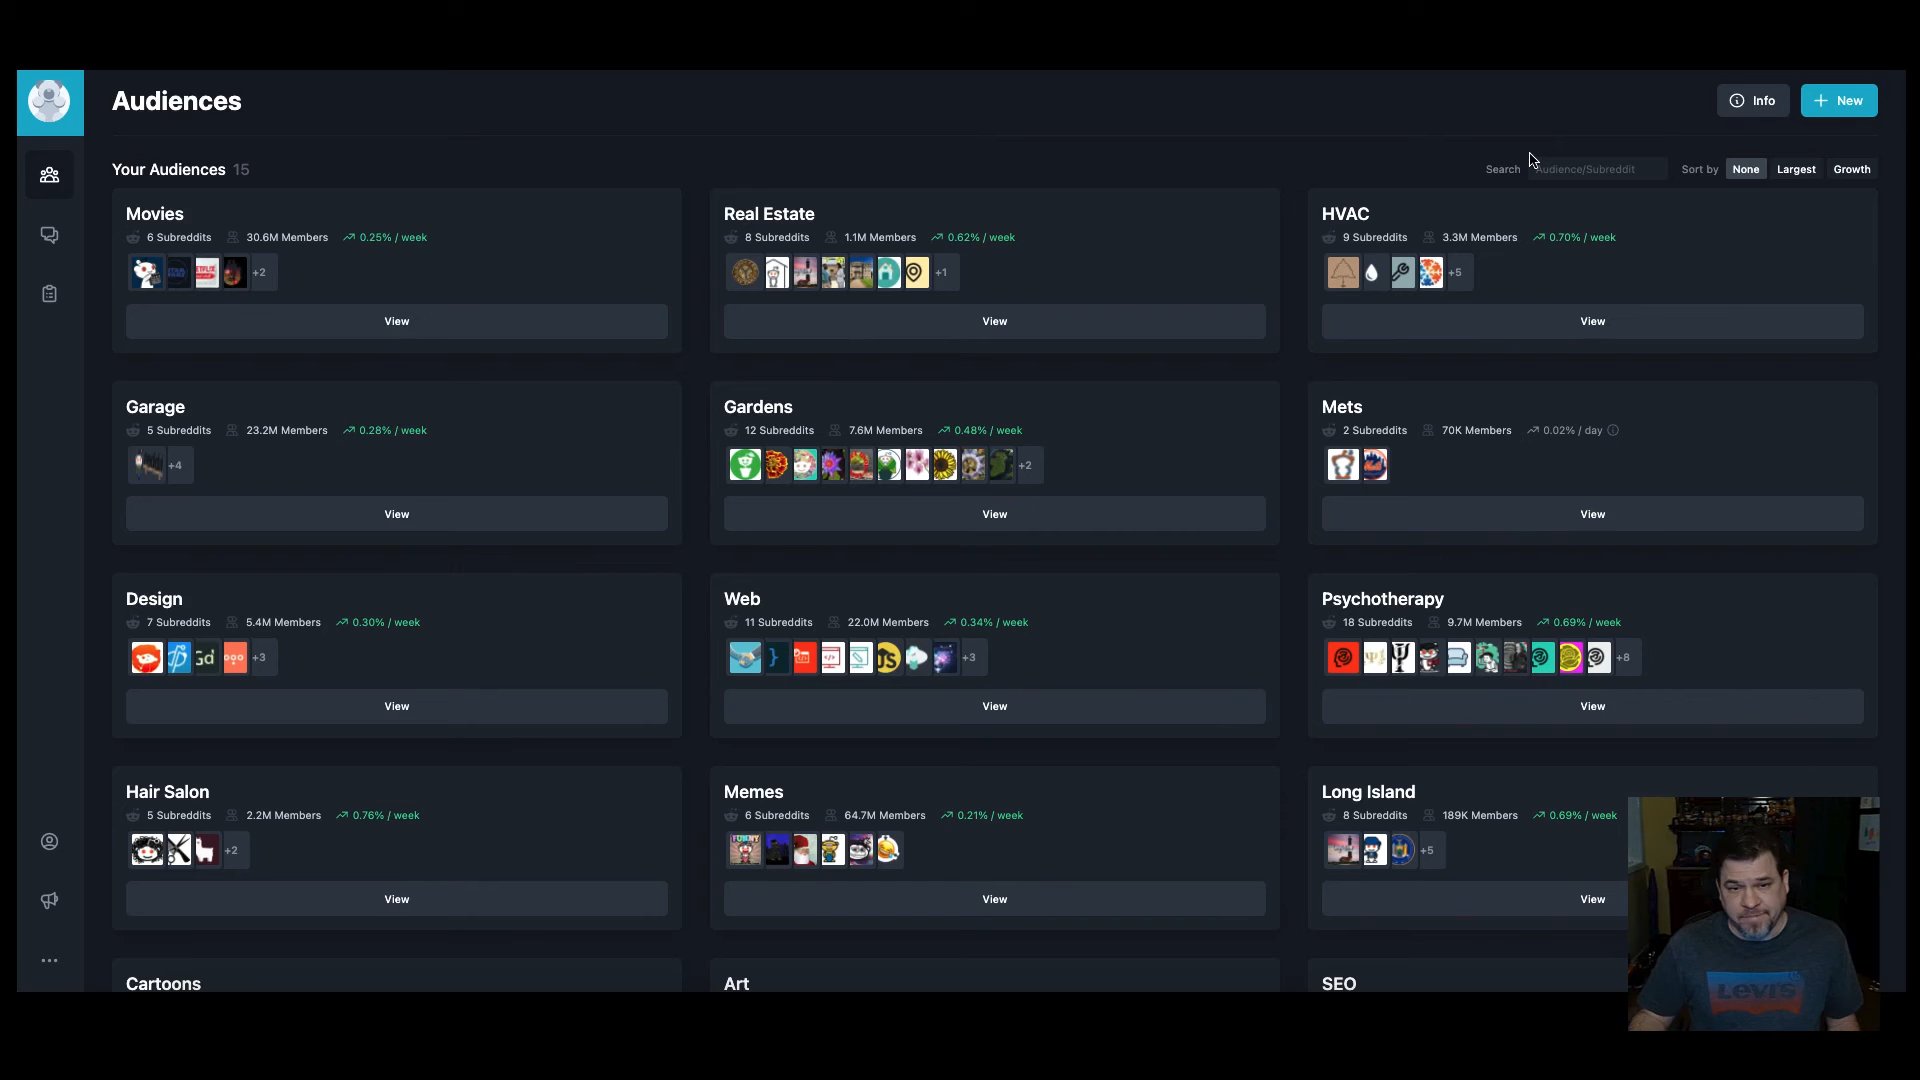 Audiences
Info
New
Your Audiences 15
Search Audience/Subreddit Sort by None Largest Growth
Movies
6 Subreddits 30.6M Members 0.25% / week
+2
View
Real Estate
8 Subreddits 1.1M Members 0.62% / week
+1
View
HVAC
9 Subreddits 3.3M Members 0.70% / week
+5
View
Garage
5 Subreddits 23.2M Members 0.28% / week
+4
View
Gardens
12 Subreddits 7.6M Members 0.48% / week
+2
View
Mets
2 Subreddits 70K Members 0.02% / day
View
Design
7 Subreddits 5.4M Members 0.30% / week
Gd
+3
View
Web
11 Subreddits 22.0M Members 0.34% / week
JS
+3
View
Psychotherapy
18 Subreddits 9.7M Members 0.69% / week
+8
View
Hair Salon
5 Subreddits 2.2M Members 0.76% / week
+2
View
Memes
6 Subreddits 64.7M Members 0.21% / week
View
Long Island
8 Subreddits 189K Members 0.69% / week
+5
View
Cartoons
Art
SEO
Levi's